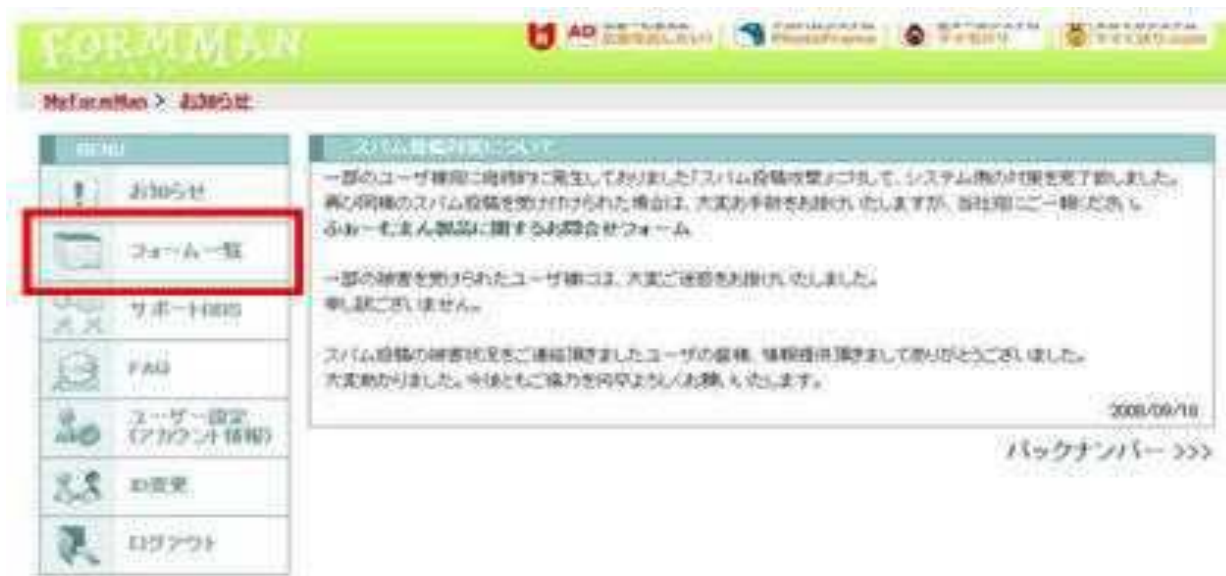 FORMMAN
AD
PhotoFrame
MyFormMan > お知らせ
MENU
お知らせ
フォーム一覧
サポートBBS
FAQ
ユーザー設定
(アカウント情報)
ID変更
ログアウト
スパム投稿対策について
一部のユーザ様宛に継続的に発生しておりました「スパム投稿攻撃」に対して、システム側の対策を完了致しました。
再び同様のスパム投稿を受け付けられた場合は、大変お手数をお掛けいたしますが、当社宛にご一報ください。
ふぉーむまん製品に関するお問合せフォーム
一部の被害を受けられたユーザ様には、大変ご迷惑をお掛けいたしました。
申し訳ございません。
スパム投稿の被害状況をご連絡頂きましたユーザの皆様、情報提供頂きましてありがとうございました。
大変助かりました。今後ともご協力を何卒よろしくお願いいたします。
2008/09/18
バックナンバー >>>